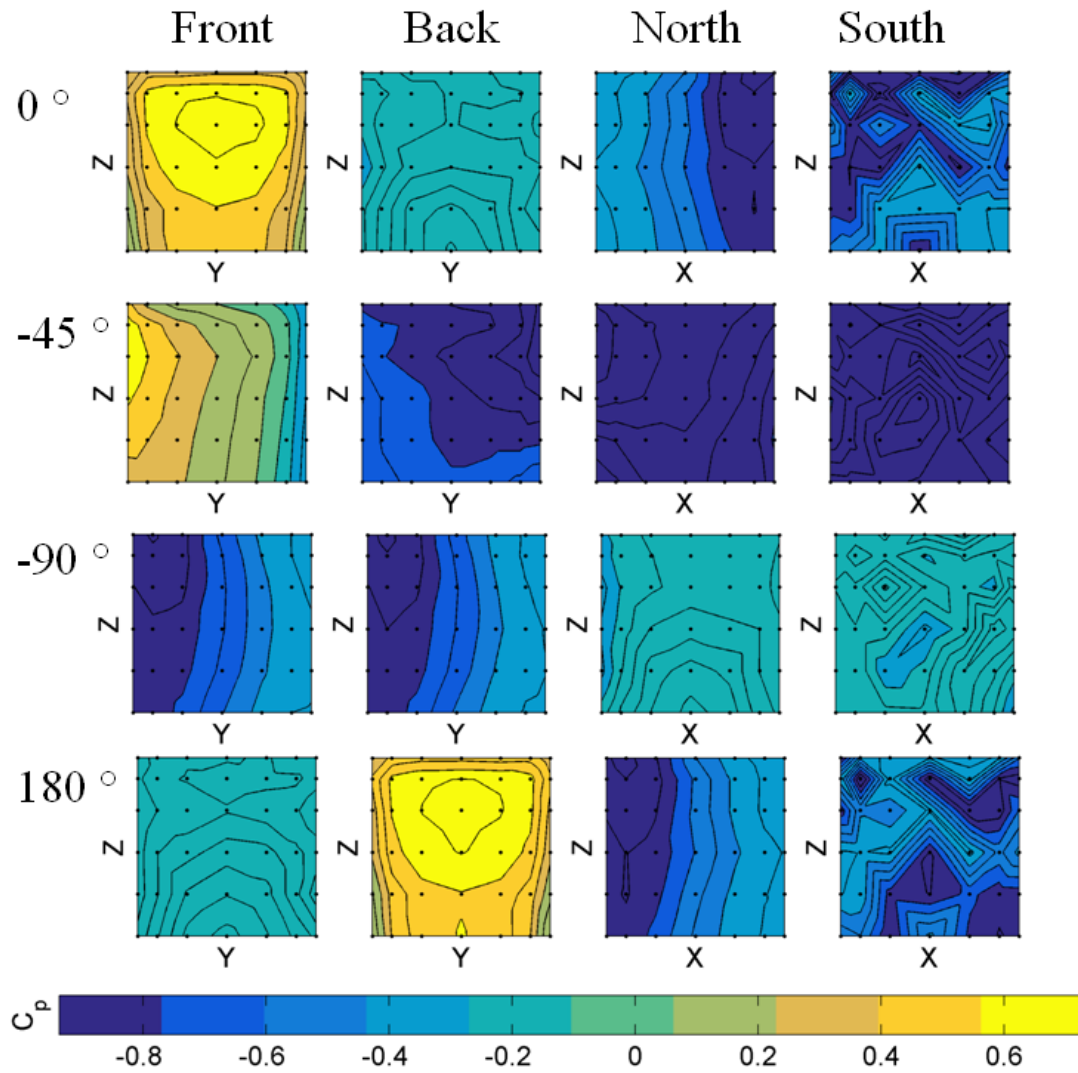 Front Back North South
0 °
Z Z Z Z
Y Y X X
-45 °
Z Z Z Z
Y Y X X
-90 °
Z Z Z Z
Y Y X X
180 °
Z Z Z Z
Y Y X X
Cp
-0.8 -0.6 -0.4 -0.2 0 0.2 0.4 0.6